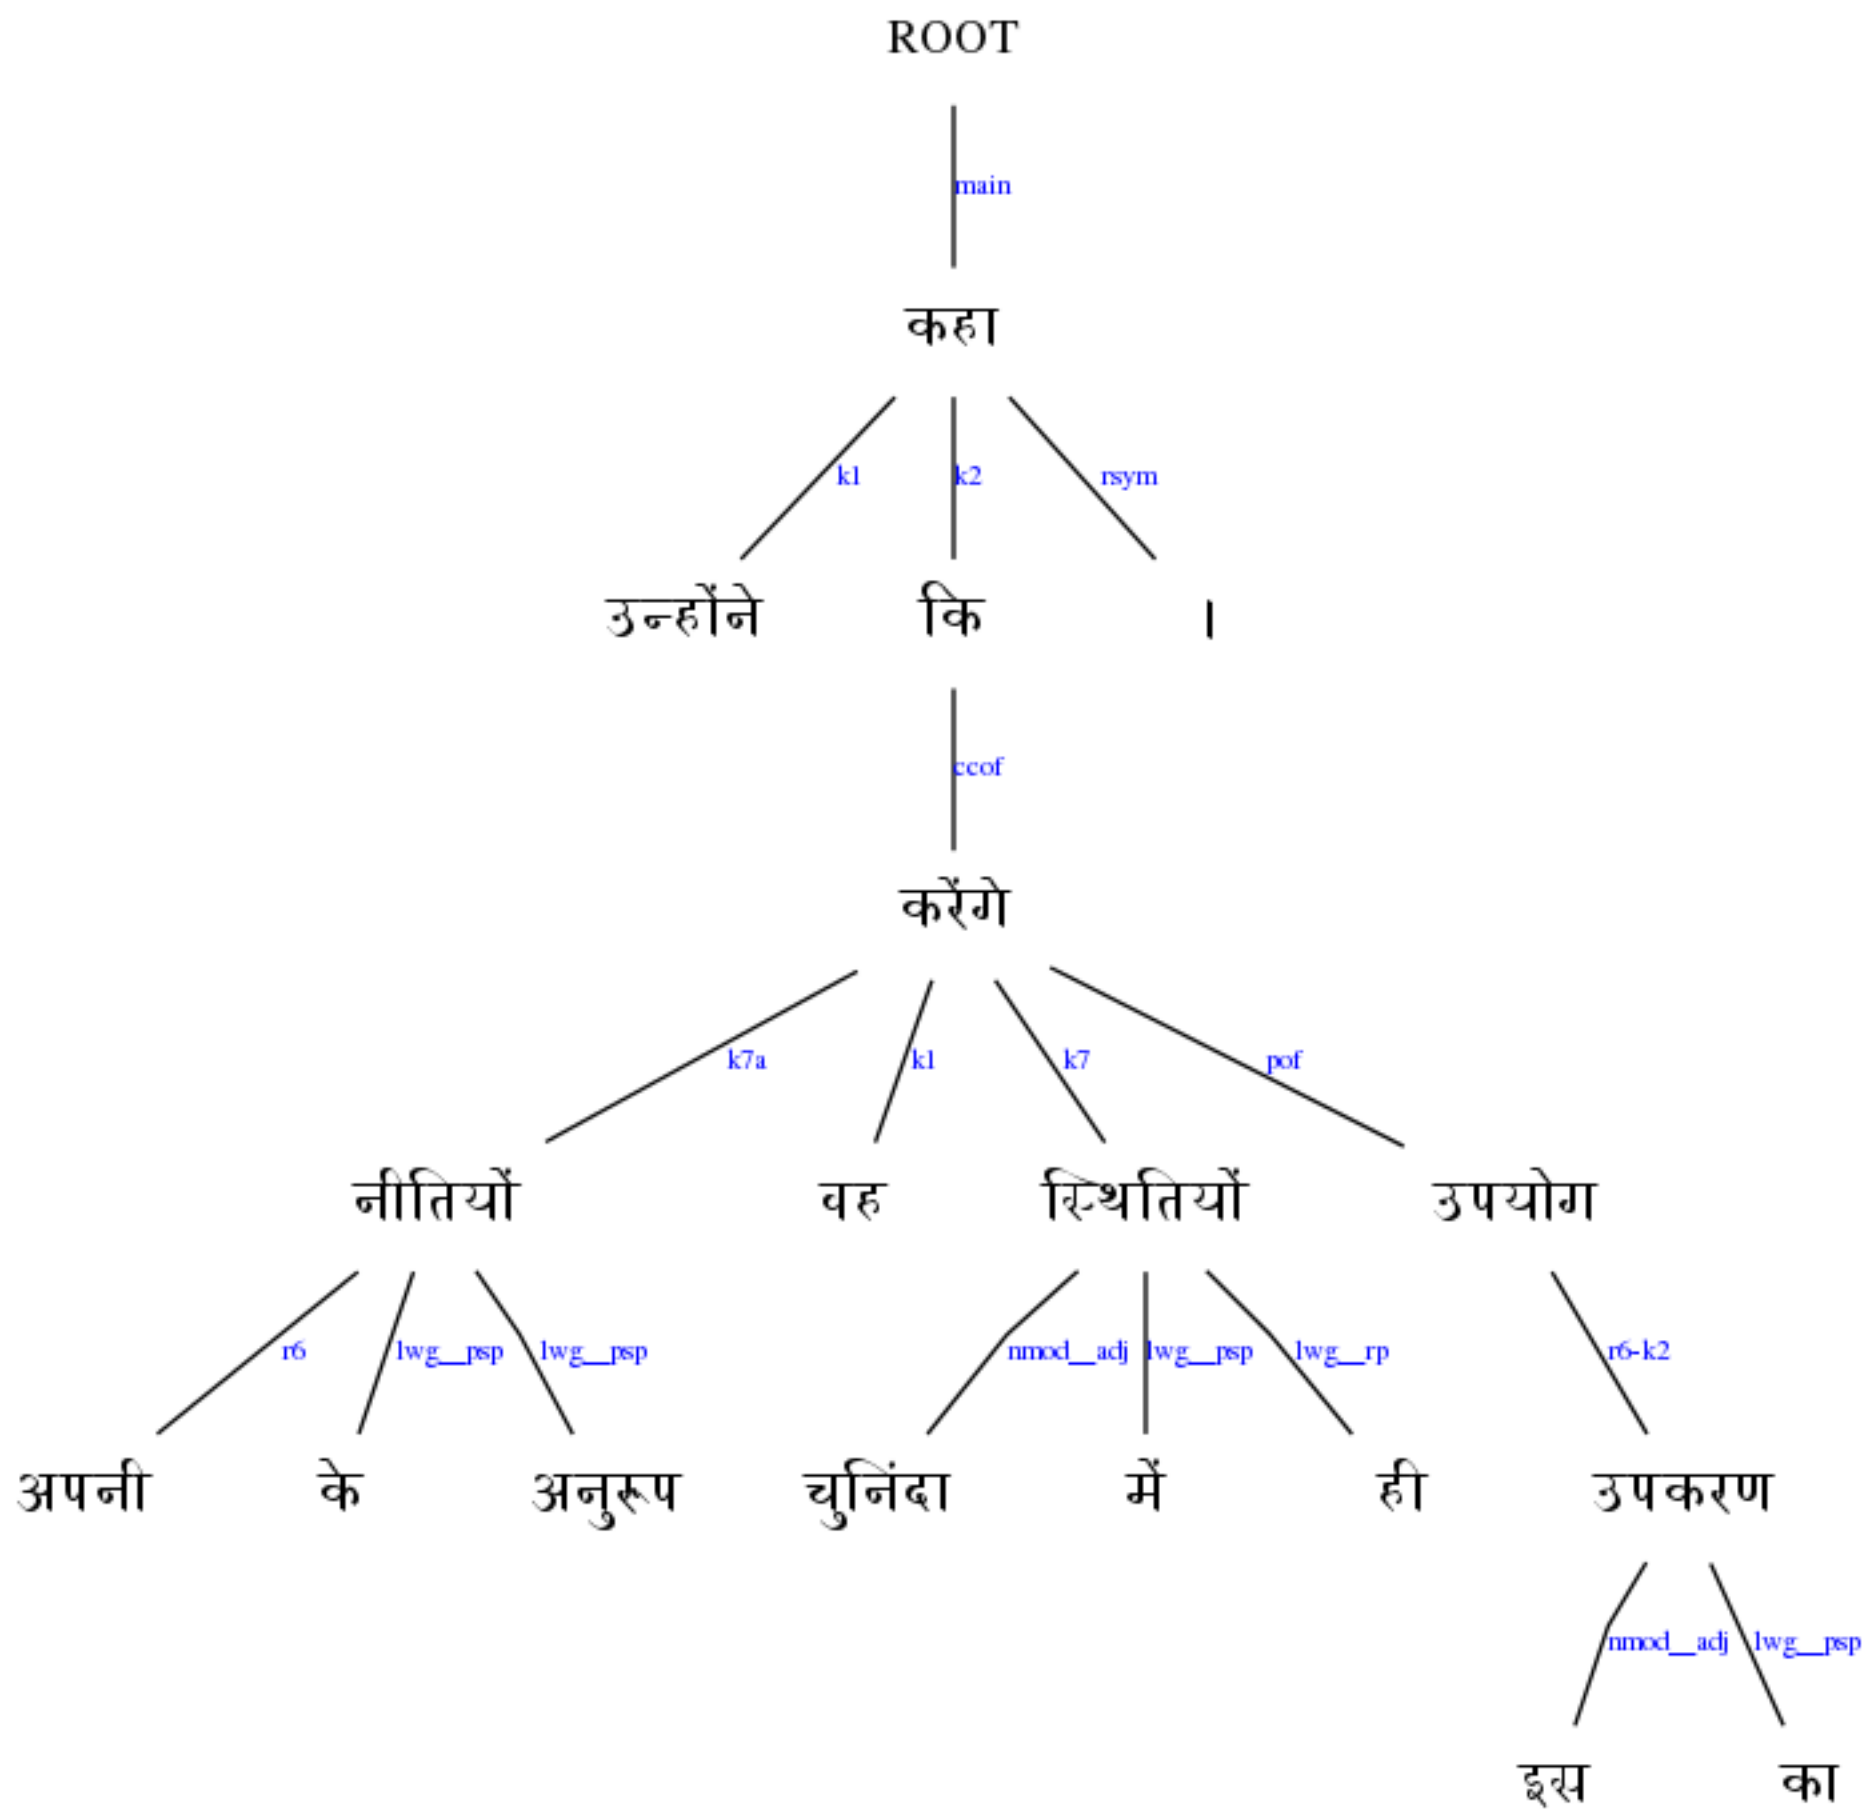 ROOT
main
कहा
k1 k2 rsym
उन्होंने कि ।
ccof
करेंगे
k7a k1 k7 pof
नीतियों वह स्थितियों उपयोग
r6 lwg__psp lwg__psp nmod__adj lwg__psp lwg__rp r6-k2
अपनी के अनुरूप चुनिंदा में ही उपकरण
nmod__adj lwg__psp
इस का